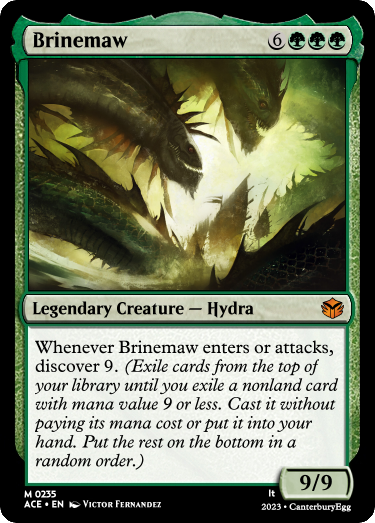 Brinemaw 6
Legendary Creature — Hydra
Whenever Brinemaw enters or attacks,
discover 9. (Exile cards from the top of
your library until you exile a nonland card
with mana value 9 or less. Cast it without
paying its mana cost or put it into your
hand. Put the rest on the bottom in a
random order.)
9/9
M 0235
ACE • EN Victor Fernandez
It
2023 • CanterburyEgg